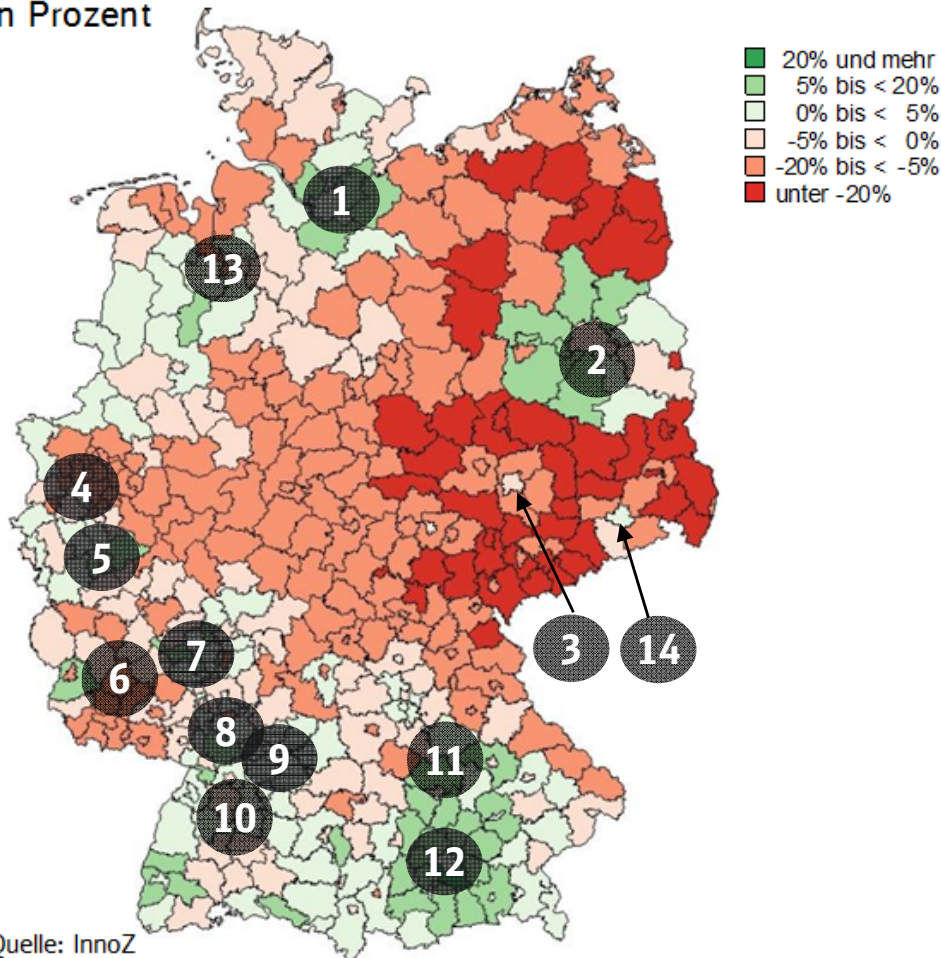 n Prozent
20% und mehr
5% bis < 20%
0% bis < 5%
-5% bis < 0%
-20% bis < -5%
unter -20%
1
13
2
4
5
3
14
7
6
8
9
11
10
12
Quelle: InnoZ